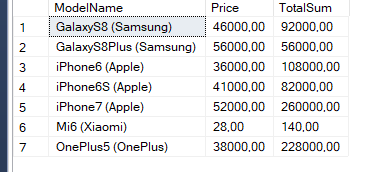 ModelName Price TotalSum
1 GalaxyS8 (Samsung) 46000,00 92000,00
2 GalaxyS8Plus (Samsung) 56000,00 56000,00
3 iPhone6 (Apple) 36000,00 108000,00
4 iPhone6S (Apple) 41000,00 82000,00
5 iPhone7 (Apple) 52000,00 260000,00
6 Mi6 (Xiaomi) 28,00 140,00
7 OnePlus5 (OnePlus) 38000,00 228000,00